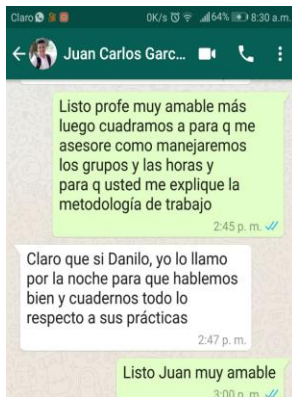 Claro 0K/s 64% 8:30 a.m.
Juan Carlos Garc...
Listo profe muy amable más
luego cuadramos a para q me
asesore como manejaremos
los grupos y las horas y
para q usted me explique la
metodología de trabajo
2:45 p. m.
Claro que si Danilo, yo lo llamo
por la noche para que hablemos
bien y cuadernos todo lo
respecto a sus prácticas
2:47 p. m.
Listo Juan muy amable
3:00 p. m.